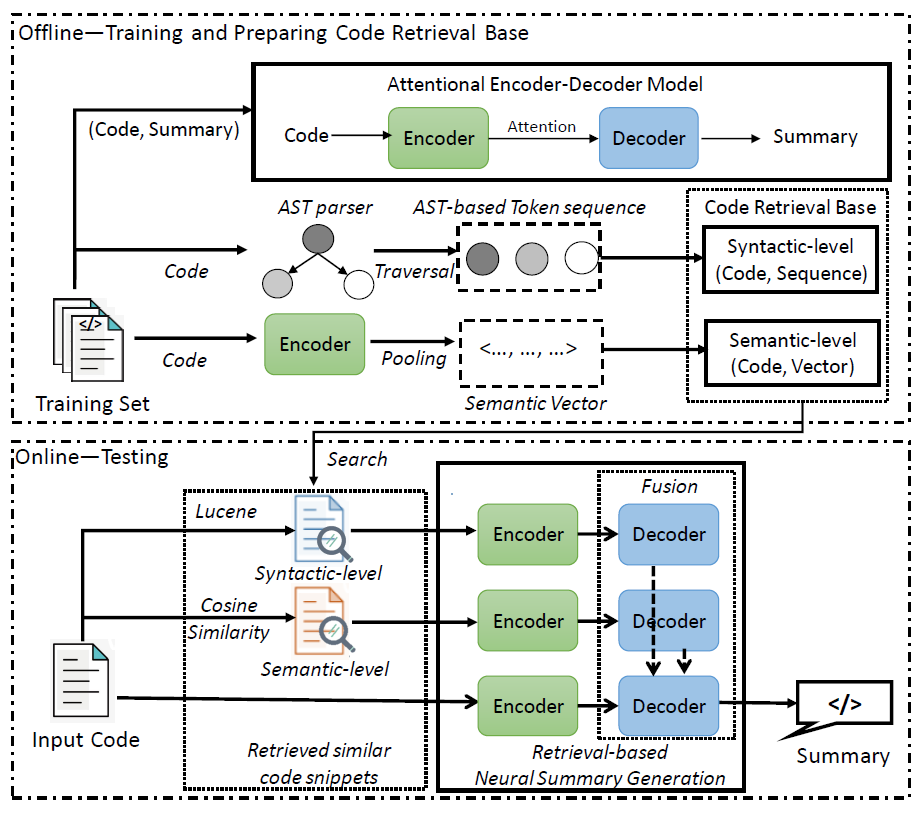 Offline—Training and Preparing Code Retrieval Base
Attentional Encoder-Decoder Model
(Code, Summary)
Code
Encoder
Attention
Decoder
Summary
AST parser
AST-based Token sequence
Code Retrieval Base
Code
Traversal
Syntactic-level
(Code, Sequence)
</>
Training Set
Code
Encoder
Pooling
<..., ..., ...>
Semantic Vector
Semantic-level
(Code, Vector)
Online—Testing
Search
Lucene
Syntactic-level
Cosine
Similarity
Semantic-level
Input Code
Retrieved similar
code snippets
Fusion
Encoder
Decoder
Encoder
Decoder
Encoder
Decoder
Retrieval-based
Neural Summary Generation
</>
Summary